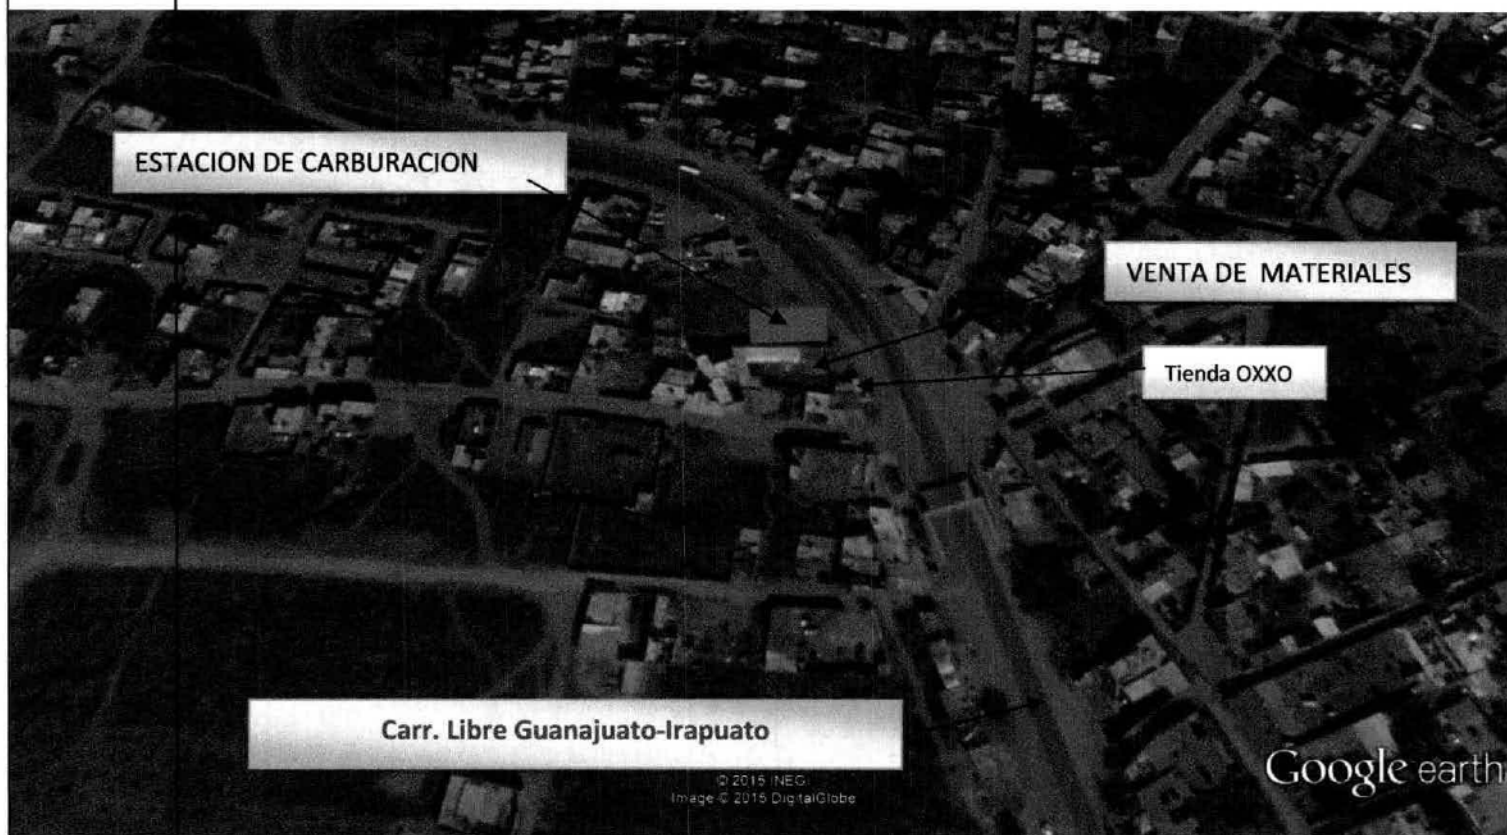 ESTACION DE CARBURACION
VENTA DE MATERIALES
Tienda OXXO
Carr. Libre Guanajuato-Irapuato
© 2015 INEGI
Image © 2015 DigitalGlobe
Google earth